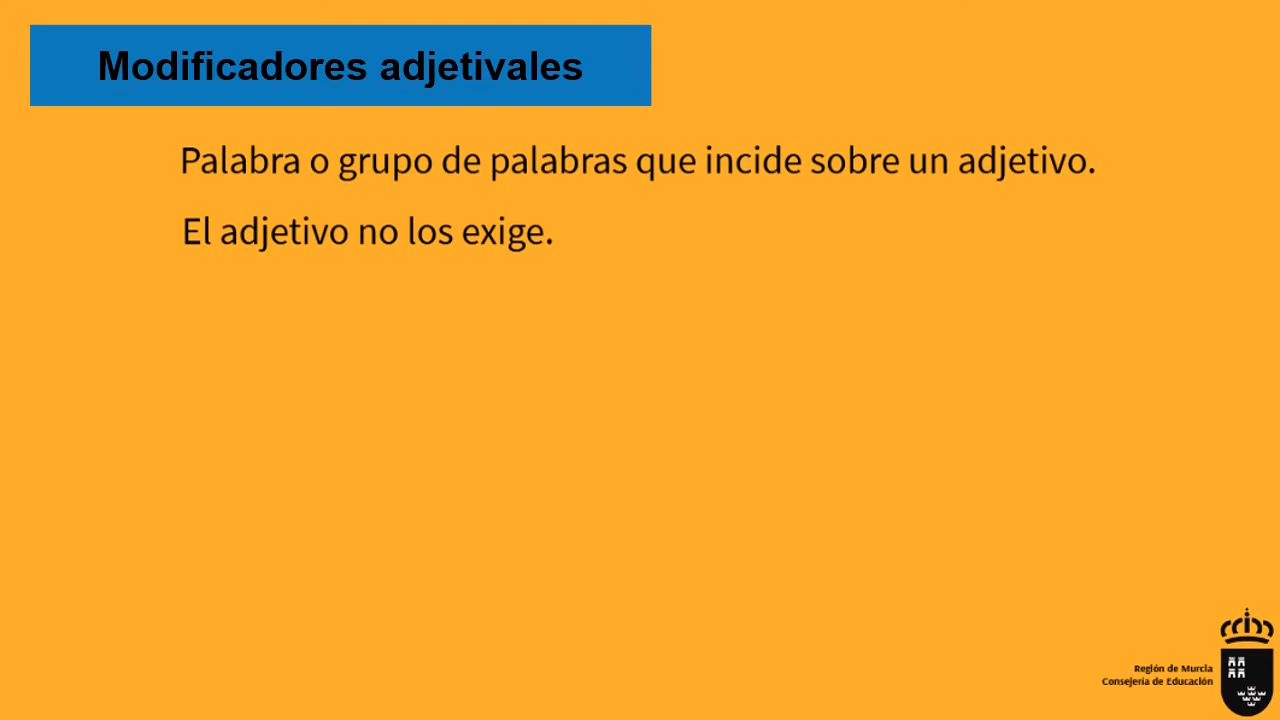 Modificadores adjetivales
Palabra o grupo de palabras que incide sobre un adjetivo.
El adjetivo no los exige.
Región de Murcia
Consejería de Educación